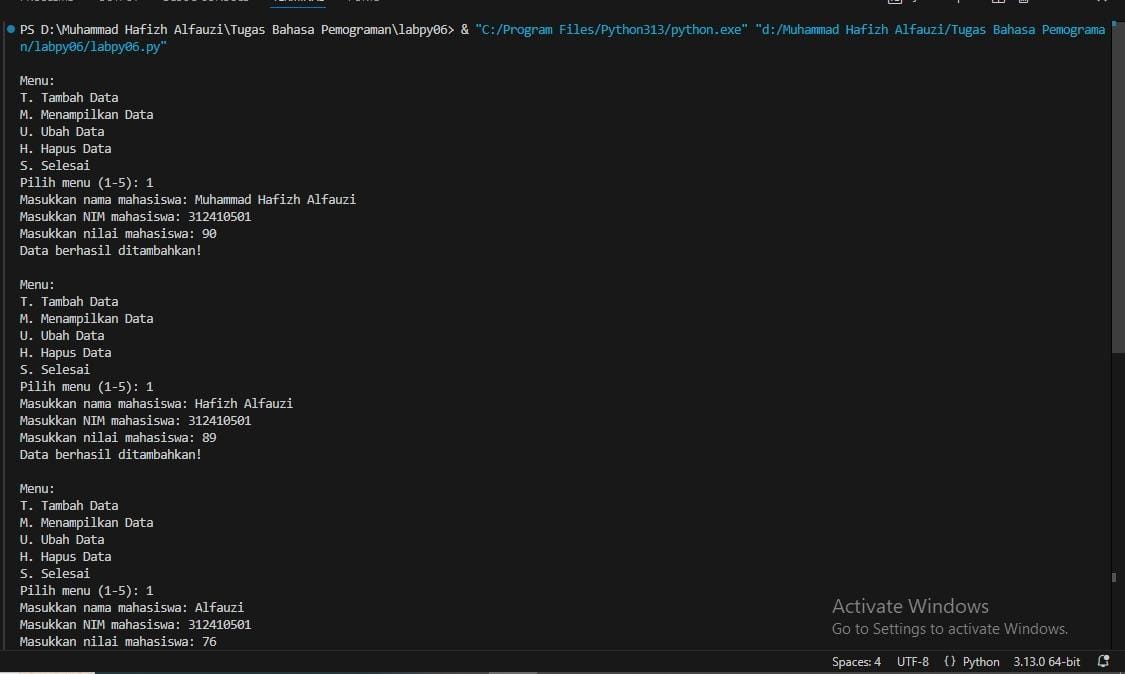 PS D:\Muhammad Hafizh Alfauzi\Tugas Bahasa Pemograman\labpy06> & "C:/Program Files/Python313/python.exe" "d:/Muhammad Hafizh Alfauzi/Tugas Bahasa Pemograma
n/labpy06/labpy06.py"
Menu:
T. Tambah Data
M. Menampilkan Data
U. Ubah Data
H. Hapus Data
S. Selesai
Pilih menu (1-5): 1
Masukkan nama mahasiswa: Muhammad Hafizh Alfauzi
Masukkan NIM mahasiswa: 312410501
Masukkan nilai mahasiswa: 90
Data berhasil ditambahkan!
Menu:
T. Tambah Data
M. Menampilkan Data
U. Ubah Data
H. Hapus Data
S. Selesai
Pilih menu (1-5): 1
Masukkan nama mahasiswa: Hafizh Alfauzi
Masukkan NIM mahasiswa: 312410501
Masukkan nilai mahasiswa: 89
Data berhasil ditambahkan!
Menu:
T. Tambah Data
M. Menampilkan Data
U. Ubah Data
H. Hapus Data
S. Selesai
Pilih menu (1-5): 1
Masukkan nama mahasiswa: Alfauzi
Masukkan NIM mahasiswa: 312410501
Masukkan nilai mahasiswa: 76
Activate Windows
Go to Settings to activate Windows.
Spaces: 4 UTF-8 {} Python 3.13.0 64-bit